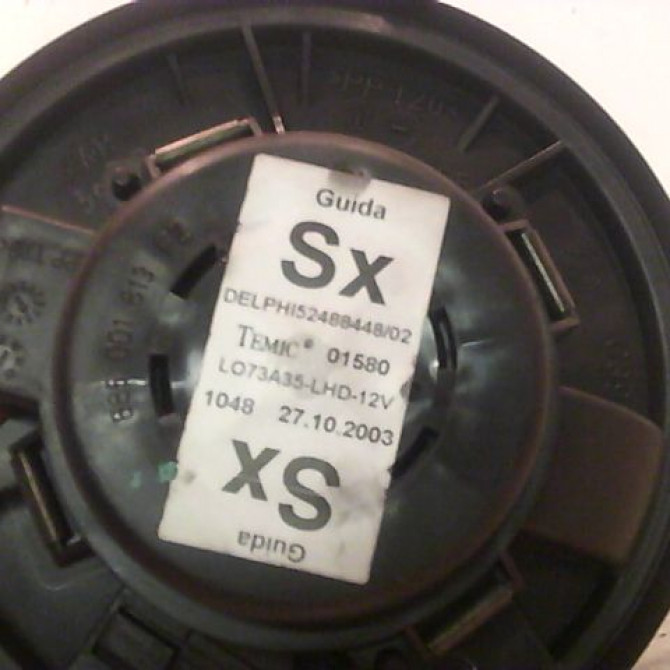 Guida
Sx
DELPHI52488448/02
TEMIC® 01580
LO73A35-LHD-12V
1048 27.10.2003
Sx
Guida